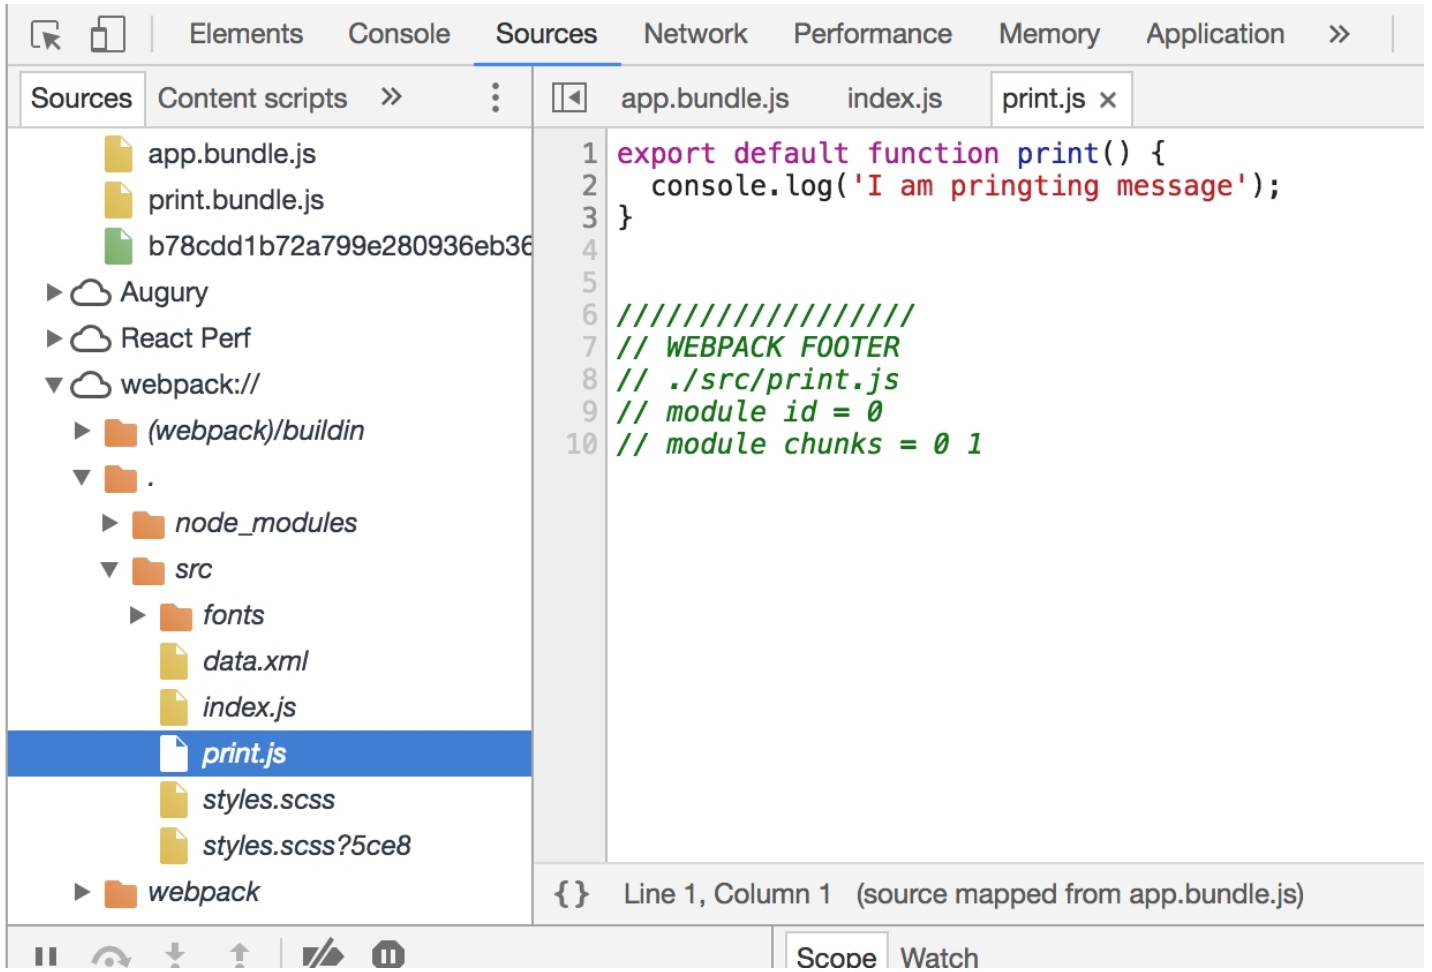 Elements Console Sources Network Performance Memory Application »
Sources Content scripts » app.bundle.js index.js print.js ×
app.bundle.js
print.bundle.js
b78cdd1b72a799e280936eb36
Augury
React Perf
webpack://
(webpack)/buildin
.
node_modules
src
fonts
data.xml
index.js
print.js
styles.scss
styles.scss?5ce8
webpack
1 export default function print() {
2 console.log('I am pringting message');
3 }
4
5
6 //////////////////
7 // WEBPACK FOOTER
8 // ./src/print.js
9 // module id = 0
10 // module chunks = 0 1
{} Line 1, Column 1 (source mapped from app.bundle.js)
Scope Watch